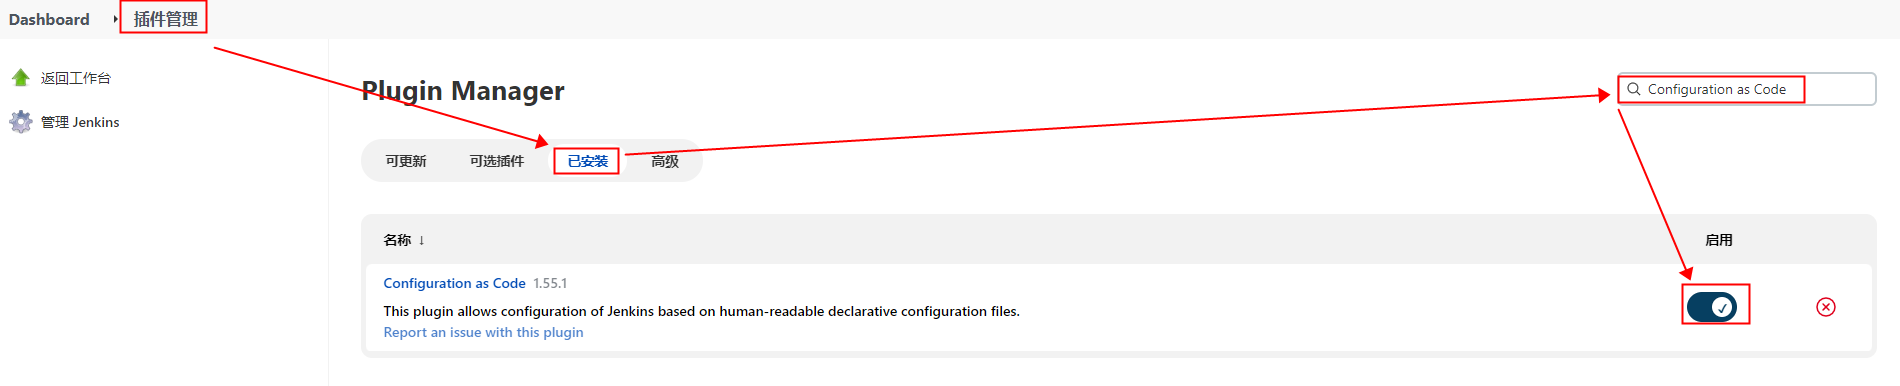 Dashboard 插件管理
返回工作台
管理 Jenkins
Plugin Manager
Configuration as Code
可更新 可选插件 已安装 高级
名称 ↓ 启用
Configuration as Code 1.55.1
This plugin allows configuration of Jenkins based on human-readable declarative configuration files.
Report an issue with this plugin